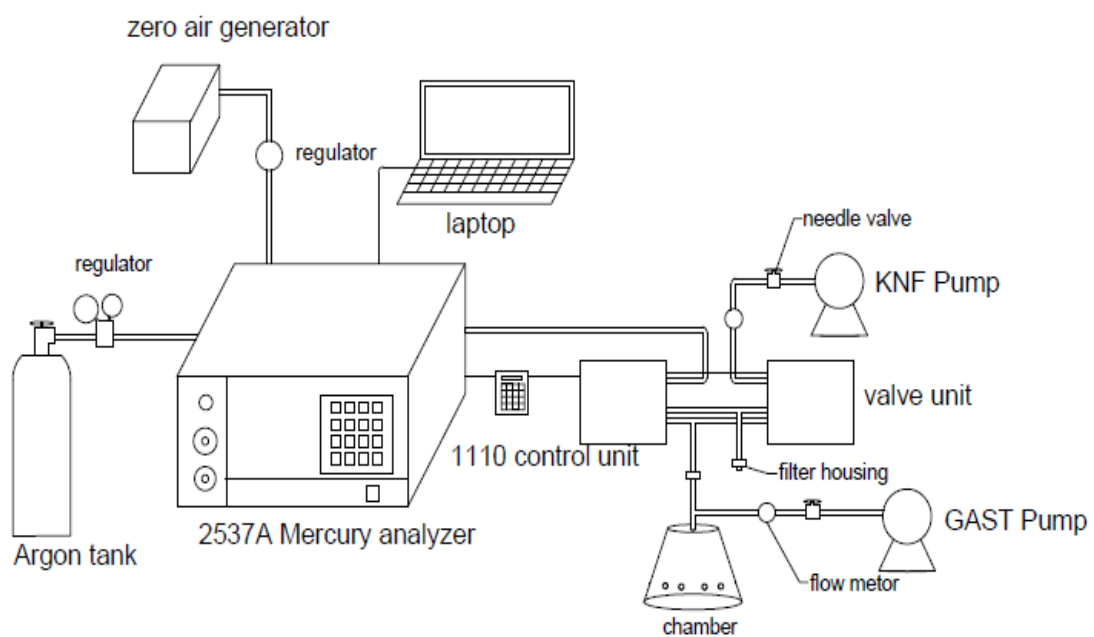 zero air generator
regulator
laptop
needle valve
regulator
KNF Pump
valve unit
1110 control unit
filter housing
2537A Mercury analyzer
GAST Pump
Argon tank
flow metor
chamber